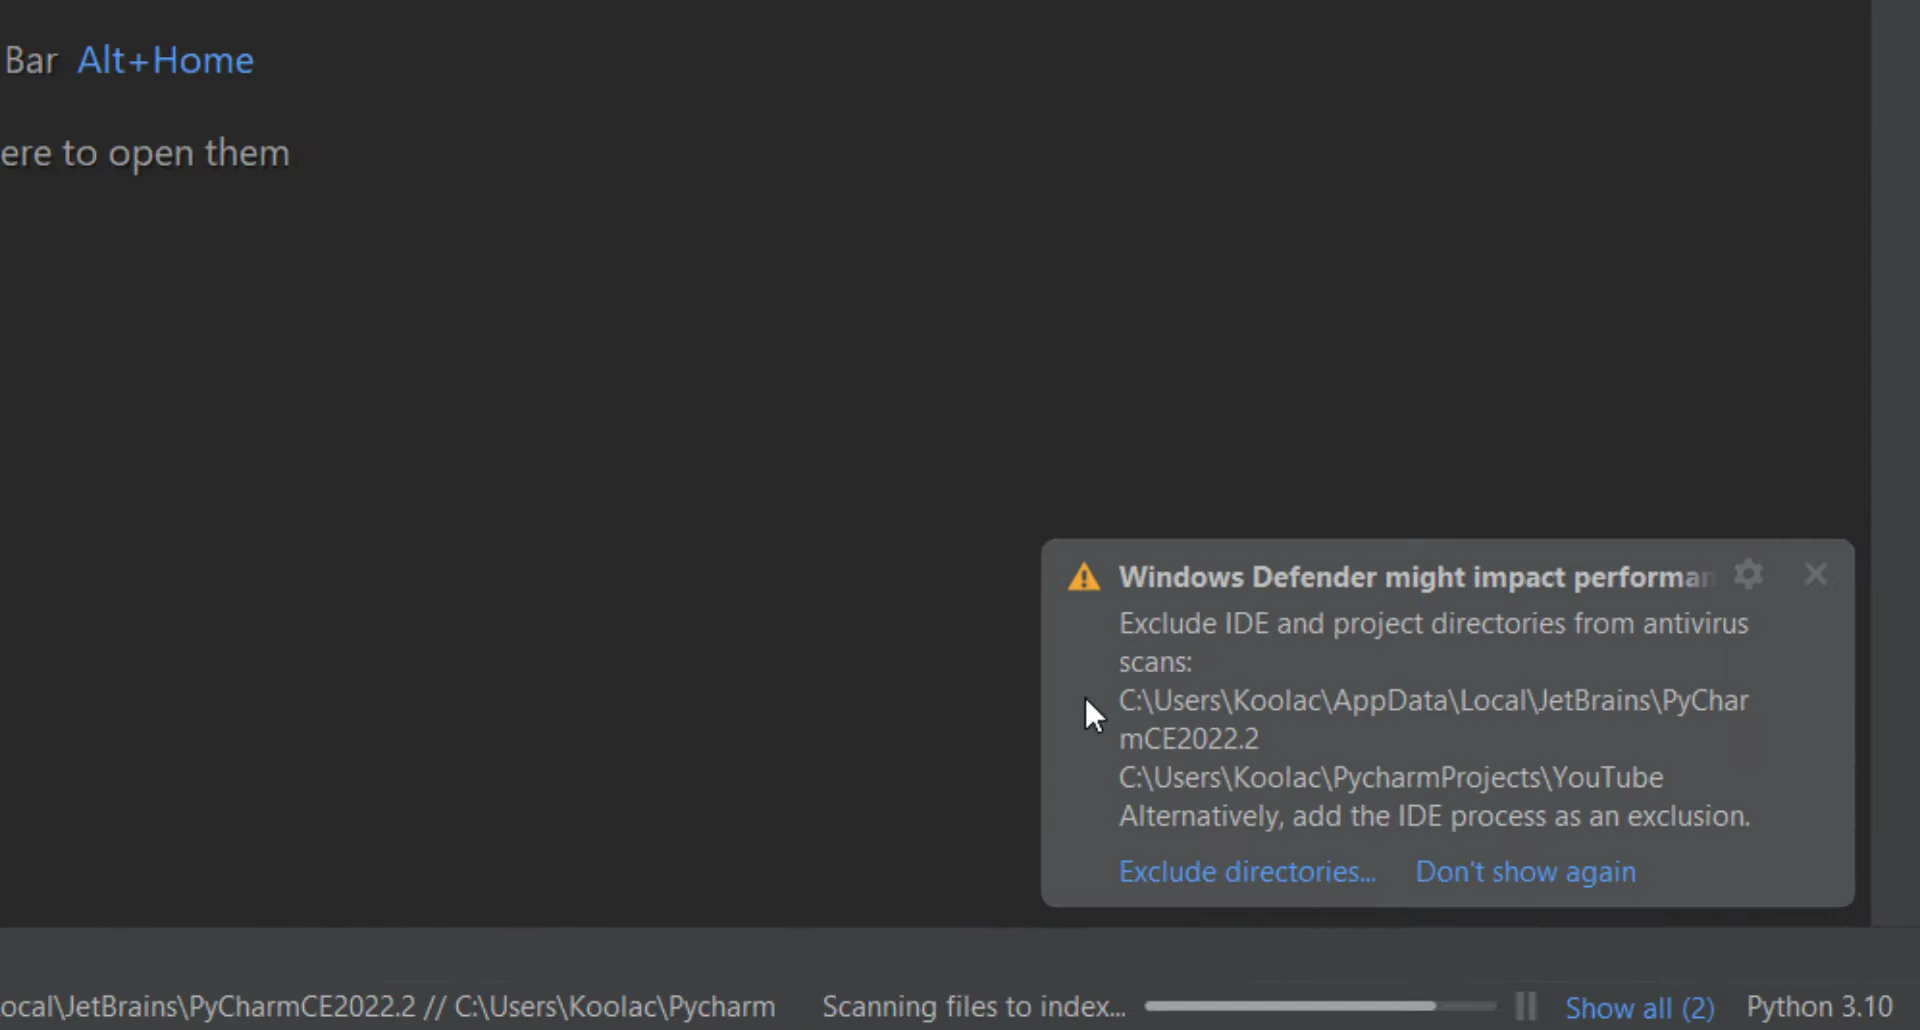 Bar Alt+Home
ere to open them
Windows Defender might impact performan
Exclude IDE and project directories from antivirus
scans:
C:\Users\Koolac\AppData\Local\JetBrains\PyChar
mCE2022.2
C:\Users\Koolac\PycharmProjects\YouTube
Alternatively, add the IDE process as an exclusion.
Exclude directories... Don't show again
ocal\JetBrains\PyCharmCE2022.2 // C:\Users\Koolac\Pycharm Scanning files to index... Show all (2) Python 3.10